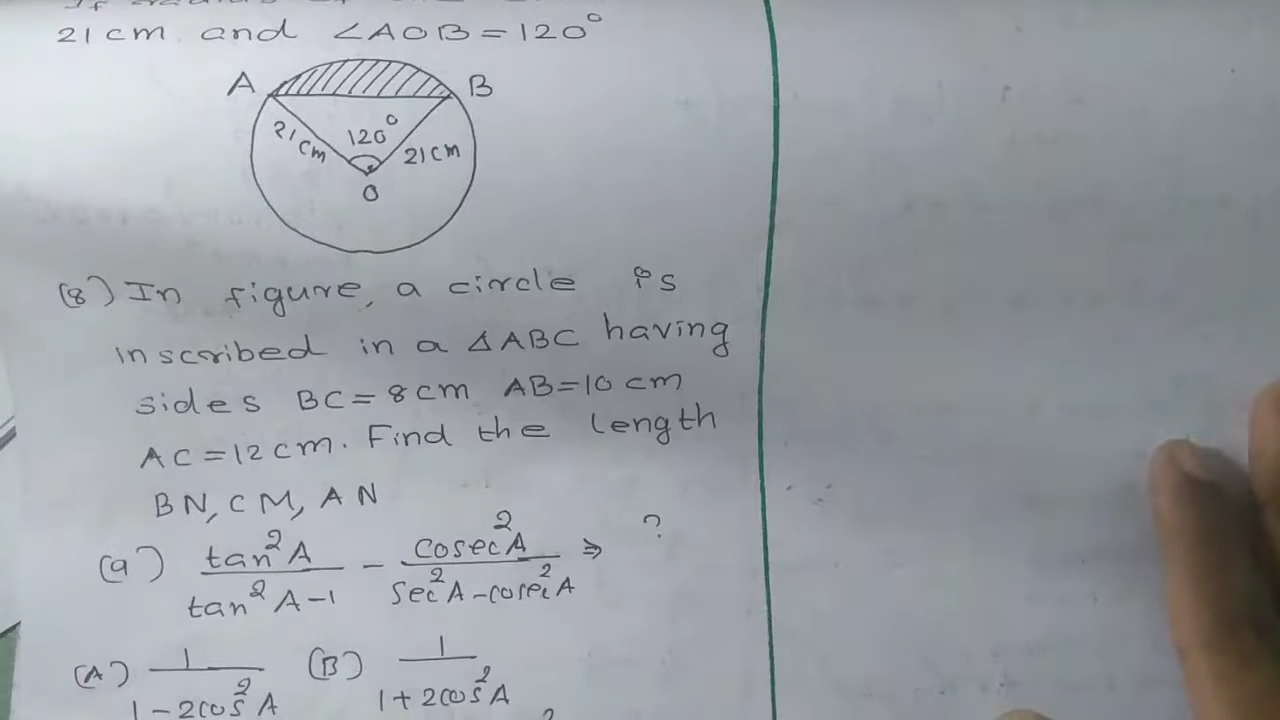 21 cm and ∠AOB = 120°
A
B
21 cm
120°
21 cm
O
(8) In figure, a circle is
inscribed in a △ABC having
sides BC = 8 cm AB = 10 cm
AC = 12 cm. Find the length
BN, CM, AN
(9) tan²A / tan²A - 1 - cosec²A / sec²A - cosec²A ⇒ ?
(A) 1 / 1 - 2cos²A (B) 1 / 1 + 2cos²A